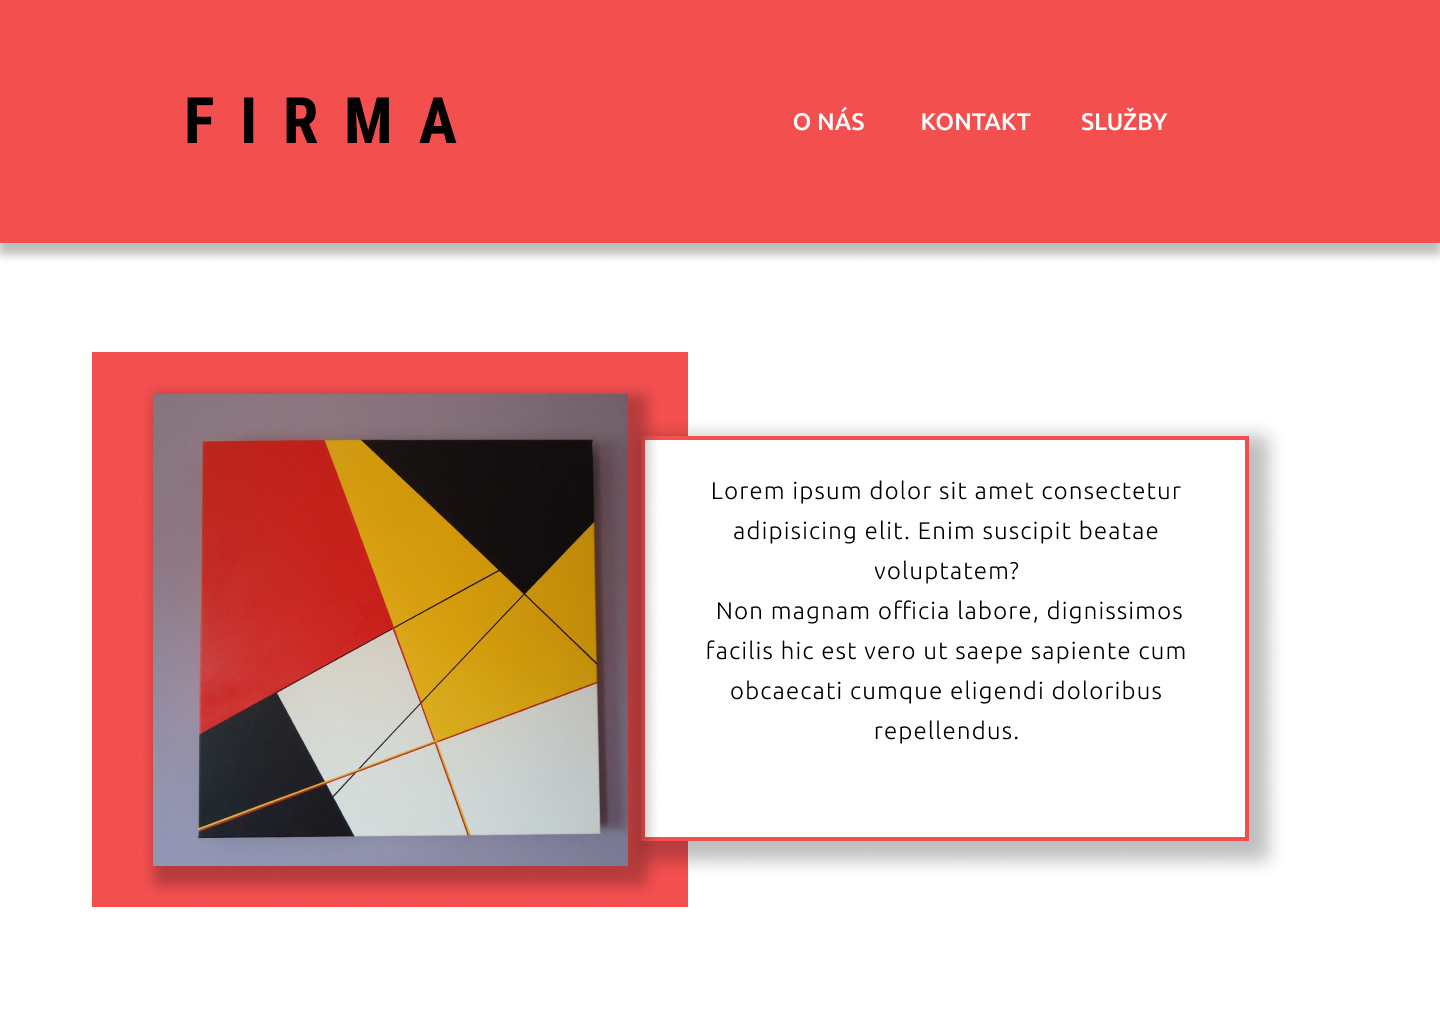 FIRMA
O NÁS KONTAKT SLUŽBY
Lorem ipsum dolor sit amet consectetur
adipisicing elit. Enim suscipit beatae
voluptatem?
Non magnam officia labore, dignissimos
facilis hic est vero ut saepe sapiente cum
obcaecati cumque eligendi doloribus
repellendus.